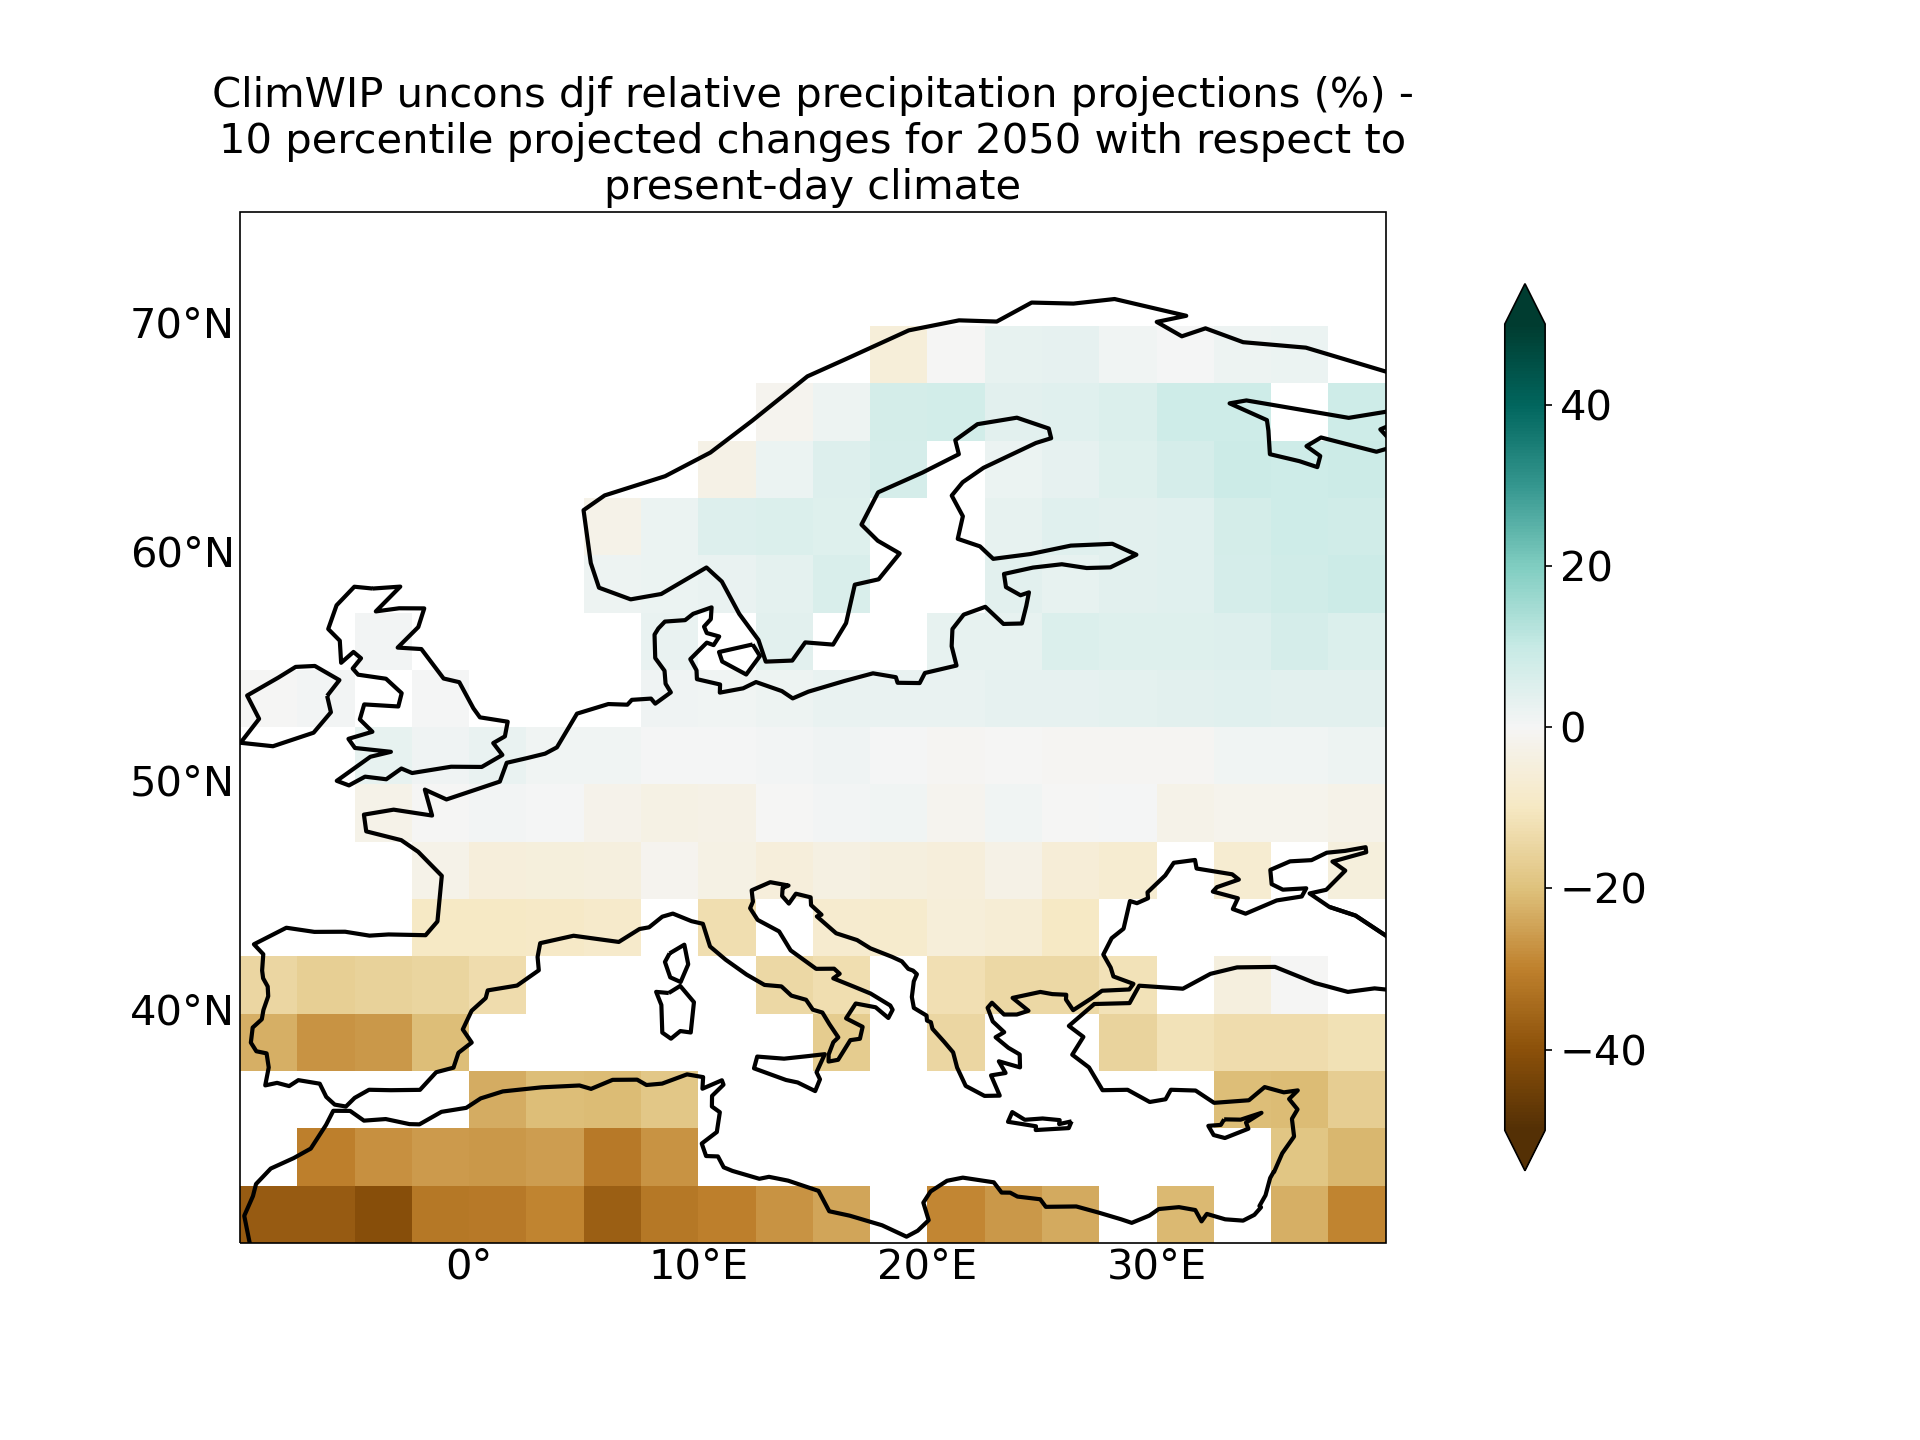 ClimWIP uncons djf relative precipitation projections (%) -
10 percentile projected changes for 2050 with respect to
present-day climate
70°N
60°N
50°N
40°N
0°
10°E
20°E
30°E
40
20
0
−20
−40